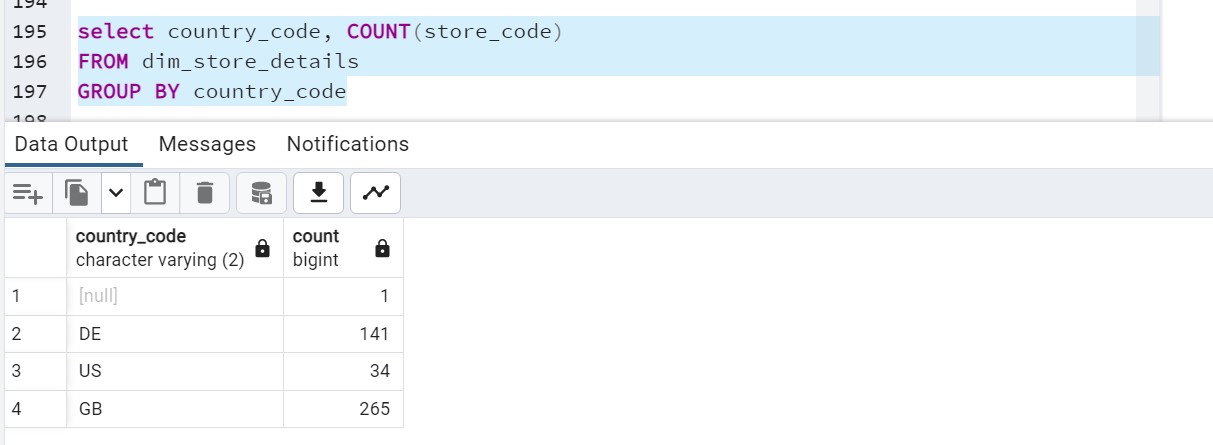 194
195 select country_code, COUNT(store_code)
196 FROM dim_store_details
197 GROUP BY country_code
198
Data Output Messages Notifications
country_code count
character varying (2) bigint
1 [null] 1
2 DE 141
3 US 34
4 GB 265